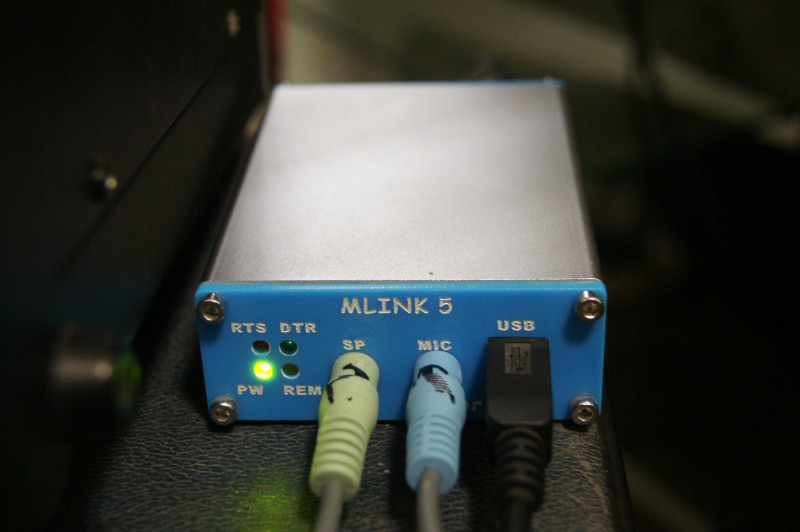 MLINK 5
RTS DTR
SP MIC USB
PW REM